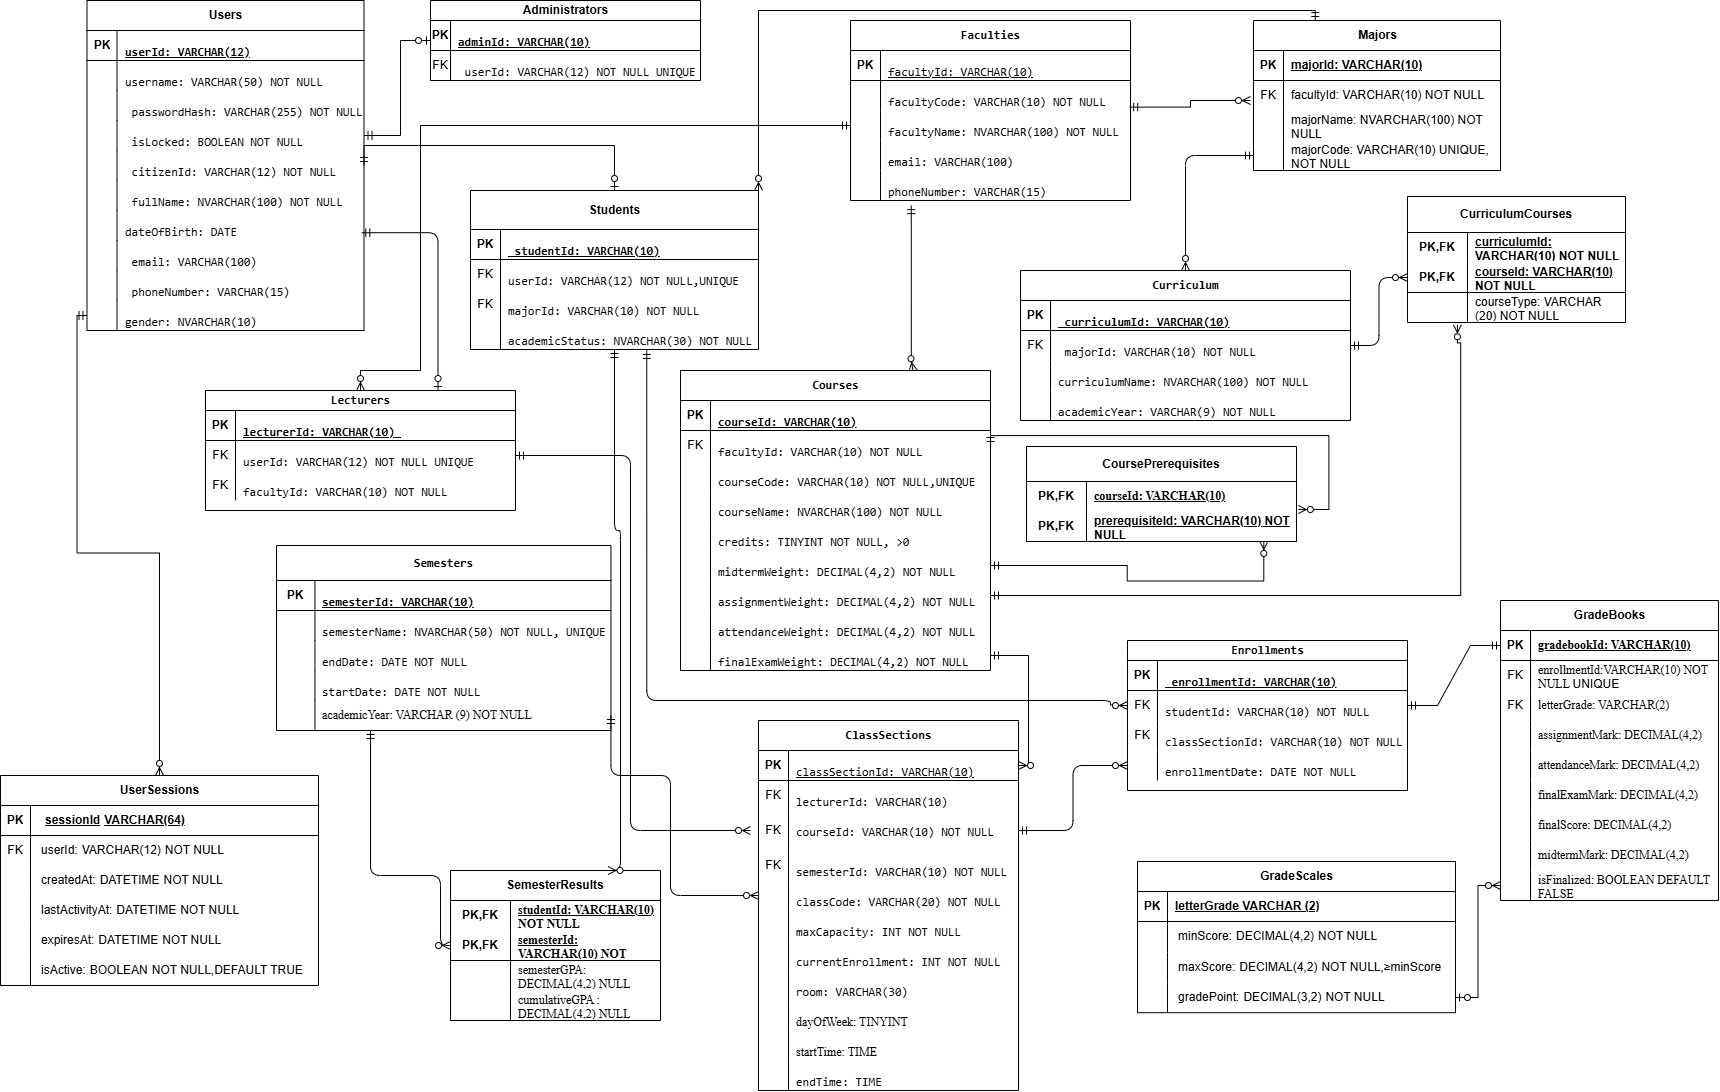 Users
PK
userId: VARCHAR(12)
username: VARCHAR(50) NOT NULL
passwordHash: VARCHAR(255) NOT NULL
isLocked: BOOLEAN NOT NULL
citizenId: VARCHAR(12) NOT NULL
fullName: NVARCHAR(100) NOT NULL
dateOfBirth: DATE
email: VARCHAR(100)
phoneNumber: VARCHAR(15)
gender: NVARCHAR(10)
Administrators
PK
adminId: VARCHAR(10)
FK
userId: VARCHAR(12) NOT NULL UNIQUE
Faculties
PK
facultyId: VARCHAR(10)
facultyCode: VARCHAR(10) NOT NULL
facultyName: NVARCHAR(100) NOT NULL
email: VARCHAR(100)
phoneNumber: VARCHAR(15)
Majors
PK
majorId: VARCHAR(10)
FK
facultyId: VARCHAR(10) NOT NULL
majorName: NVARCHAR(100) NOT
NULL
majorCode: VARCHAR(10) UNIQUE,
NOT NULL
Students
PK
studentId: VARCHAR(10)
FK
userId: VARCHAR(12) NOT NULL,UNIQUE
FK
majorId: VARCHAR(10) NOT NULL
academicStatus: NVARCHAR(30) NOT NULL
CurriculumCourses
PK,FK
curriculumId:
VARCHAR(10) NOT NULL
PK,FK
courseId: VARCHAR(10)
NOT NULL
courseType: VARCHAR
(20) NOT NULL
Curriculum
PK
curriculumId: VARCHAR(10)
FK
majorId: VARCHAR(10) NOT NULL
curriculumName: NVARCHAR(100) NOT NULL
academicYear: VARCHAR(9) NOT NULL
Lecturers
PK
lecturerId: VARCHAR(10)
FK
userId: VARCHAR(12) NOT NULL UNIQUE
FK
facultyId: VARCHAR(10) NOT NULL
Courses
PK
courseId: VARCHAR(10)
FK
facultyId: VARCHAR(10) NOT NULL
courseCode: VARCHAR(10) NOT NULL,UNIQUE
courseName: NVARCHAR(100) NOT NULL
credits: TINYINT NOT NULL, >0
midtermWeight: DECIMAL(4,2) NOT NULL
assignmentWeight: DECIMAL(4,2) NOT NULL
attendanceWeight: DECIMAL(4,2) NOT NULL
finalExamWeight: DECIMAL(4,2) NOT NULL
CoursePrerequisites
PK,FK
courseId: VARCHAR(10)
PK,FK
prerequisiteId: VARCHAR(10) NOT
NULL
Semesters
PK
semesterId: VARCHAR(10)
semesterName: NVARCHAR(50) NOT NULL, UNIQUE
endDate: DATE NOT NULL
startDate: DATE NOT NULL
academicYear: VARCHAR (9) NOT NULL
Enrollments
PK
enrollmentId: VARCHAR(10)
FK
studentId: VARCHAR(10) NOT NULL
FK
classSectionId: VARCHAR(10) NOT NULL
enrollmentDate: DATE NOT NULL
GradeBooks
PK
gradebookId: VARCHAR(10)
FK
enrollmentId:VARCHAR(10) NOT
NULL UNIQUE
FK
letterGrade: VARCHAR(2)
assignmentMark: DECIMAL(4,2)
attendanceMark: DECIMAL(4,2)
finalExamMark: DECIMAL(4,2)
finalScore: DECIMAL(4,2)
midtermMark: DECIMAL(4,2)
isFinalized: BOOLEAN DEFAULT
FALSE
ClassSections
PK
classSectionId: VARCHAR(10)
FK
lecturerId: VARCHAR(10)
FK
courseId: VARCHAR(10) NOT NULL
FK
semesterId: VARCHAR(10) NOT NULL
classCode: VARCHAR(20) NOT NULL
maxCapacity: INT NOT NULL
currentEnrollment: INT NOT NULL
room: VARCHAR(30)
dayOfWeek: TINYINT
startTime: TIME
endTime: TIME
UserSessions
PK
sessionId VARCHAR(64)
FK
userId: VARCHAR(12) NOT NULL
createdAt: DATETIME NOT NULL
lastActivityAt: DATETIME NOT NULL
expiresAt: DATETIME NOT NULL
isActive: BOOLEAN NOT NULL,DEFAULT TRUE
SemesterResults
PK,FK
studentId: VARCHAR(10)
NOT NULL
PK,FK
semesterId:
VARCHAR(10) NOT
semesterGPA:
DECIMAL(4,2) NULL
cumulativeGPA :
DECIMAL(4,2) NULL
GradeScales
PK
letterGrade VARCHAR (2)
minScore: DECIMAL(4,2) NOT NULL
maxScore: DECIMAL(4,2) NOT NULL,≥minScore
gradePoint: DECIMAL(3,2) NOT NULL